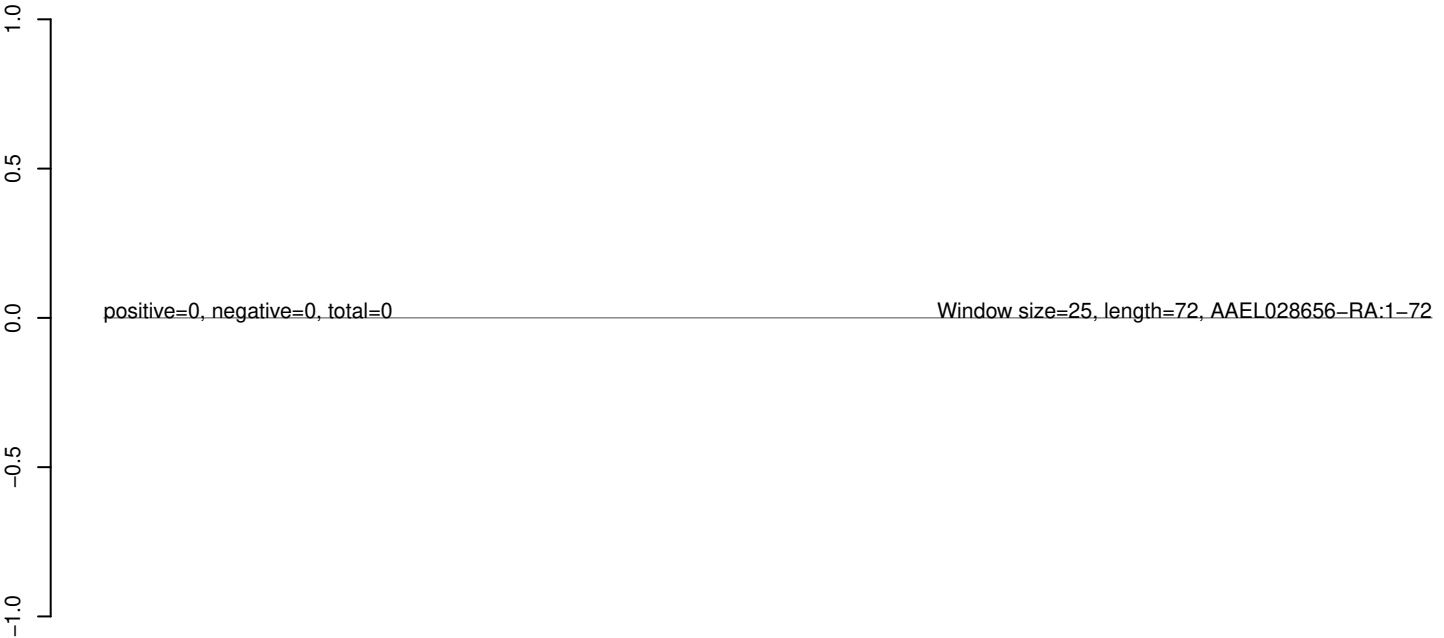 1.0
0.5
0.0
−0.5
−1.0
positive=0, negative=0, total=0
Window size=25, length=72, AAEL028656−RA:1−72